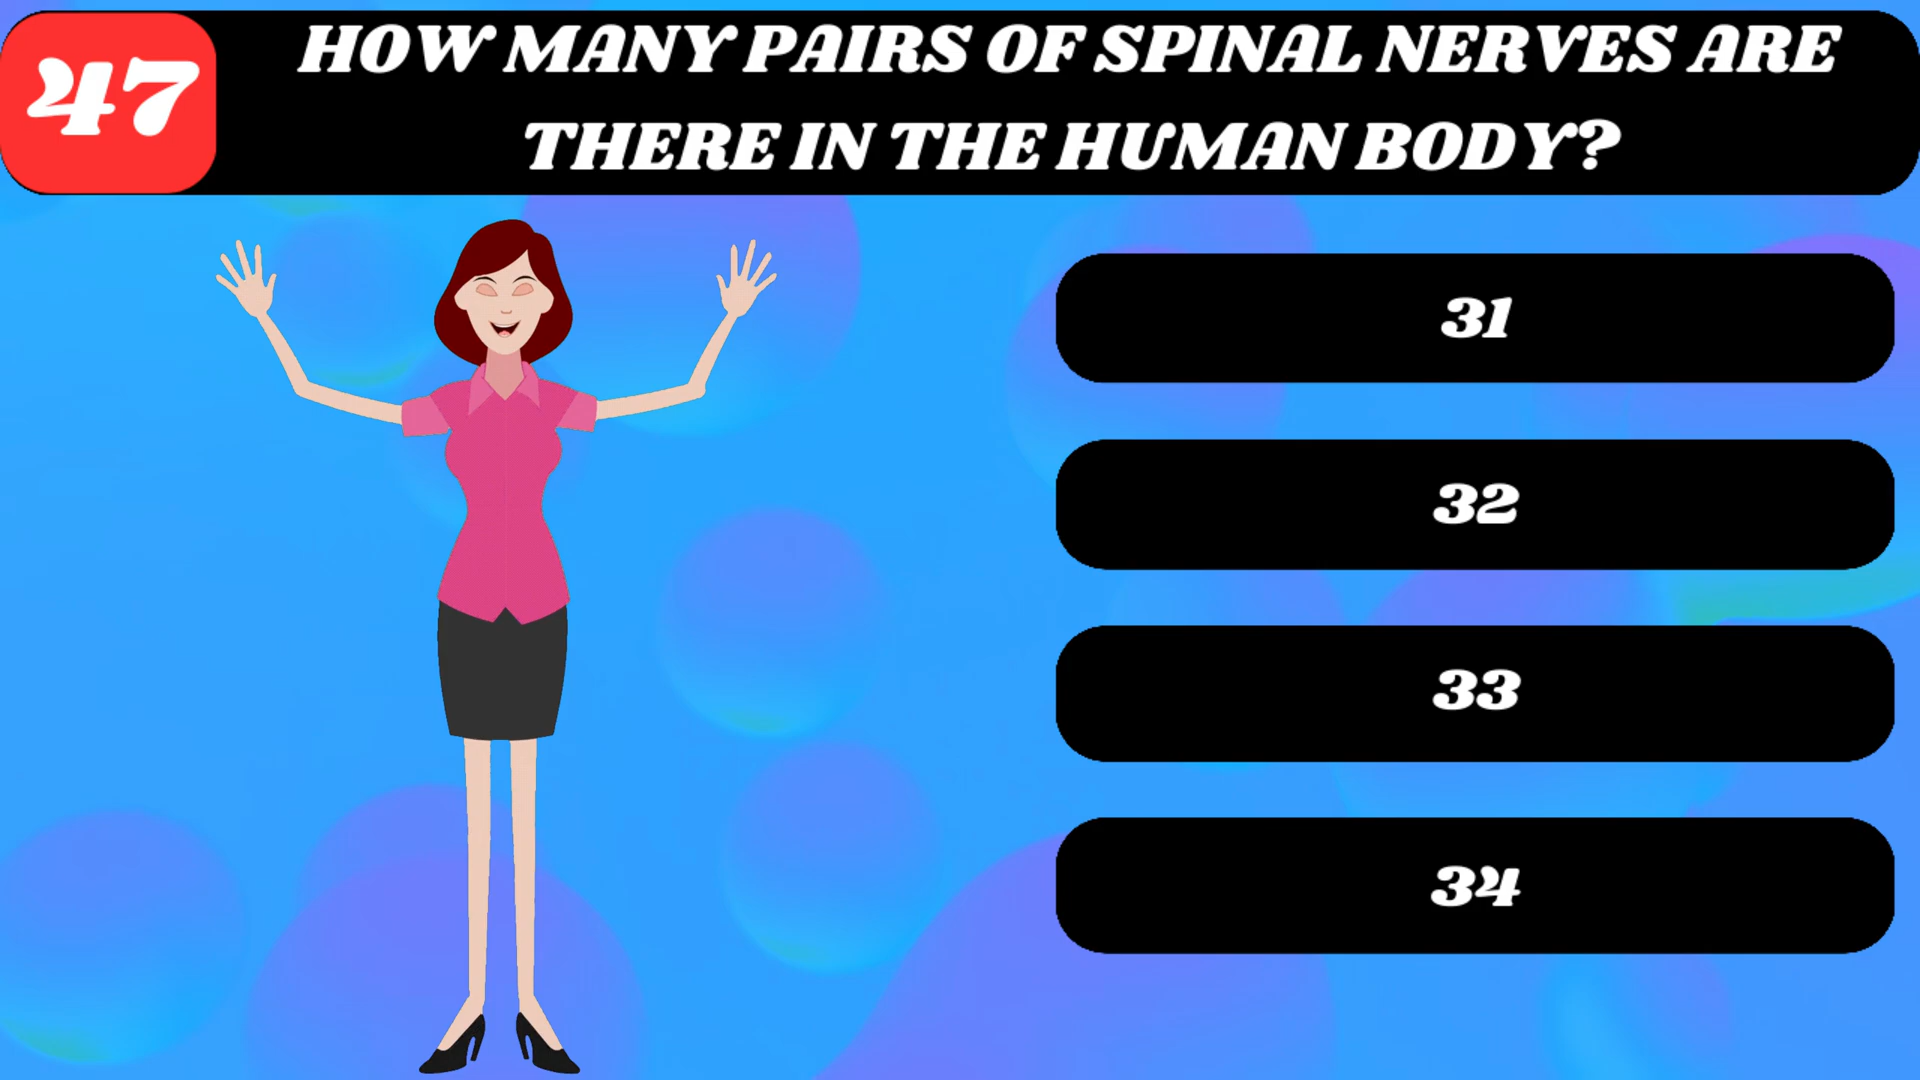 47
HOW MANY PAIRS OF SPINAL NERVES ARE
THERE IN THE HUMAN BODY?
31
32
33
34